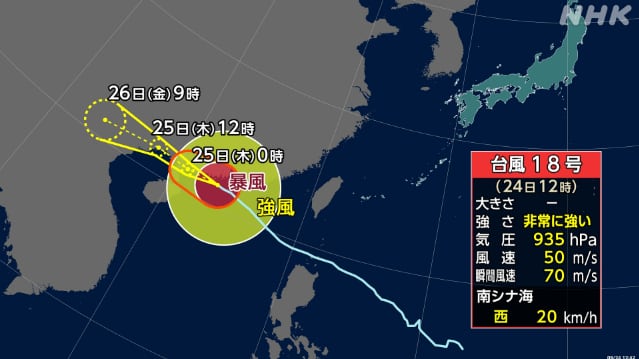 NHK
26日(金)9時
25日(木)12時
25日(木)0時
暴風
強風
台風18号
(24日12時)
大きさ －
強さ 非常に強い
気圧 935 hPa
風速 50 m/s
瞬間風速 70 m/s
南シナ海
西 20 km/h